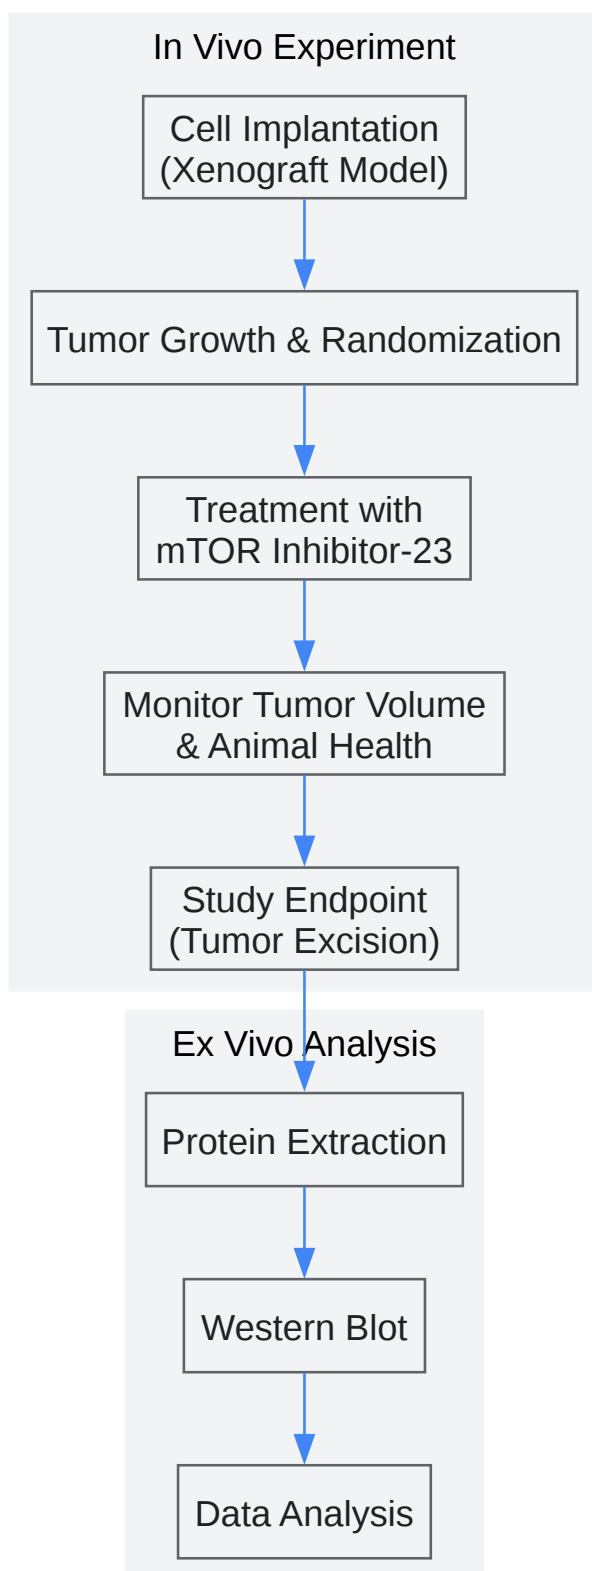 In Vivo Experiment
Cell Implantation
(Xenograft Model)
Tumor Growth & Randomization
Treatment with
mTOR Inhibitor-23
Monitor Tumor Volume
& Animal Health
Study Endpoint
(Tumor Excision)
Ex Vivo Analysis
Protein Extraction
Western Blot
Data Analysis